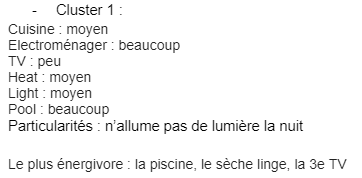 - Cluster 1 :
Cuisine : moyen
Electroménager : beaucoup
TV : peu
Heat : moyen
Light : moyen
Pool : beaucoup
Particularités : n’allume pas de lumière la nuit
Le plus énergivore : la piscine, le sèche linge, la 3e TV